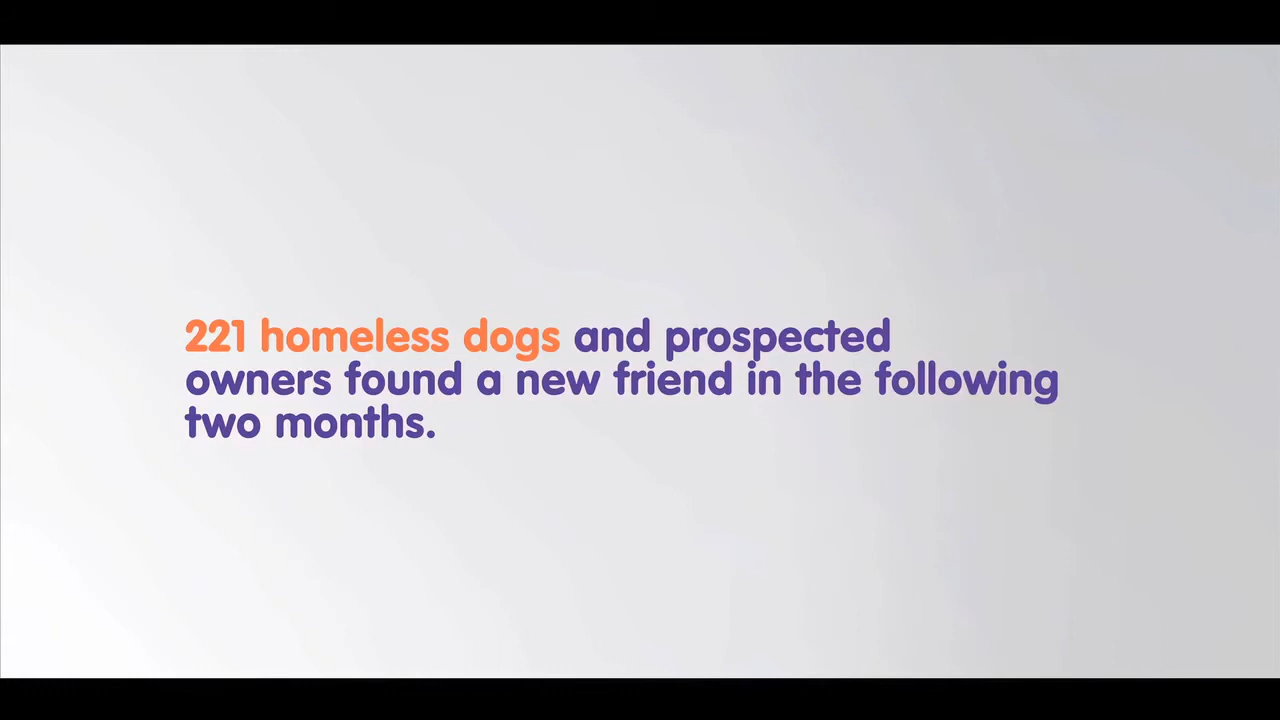 221 homeless dogs and prospected
owners found a new friend in the following
two months.